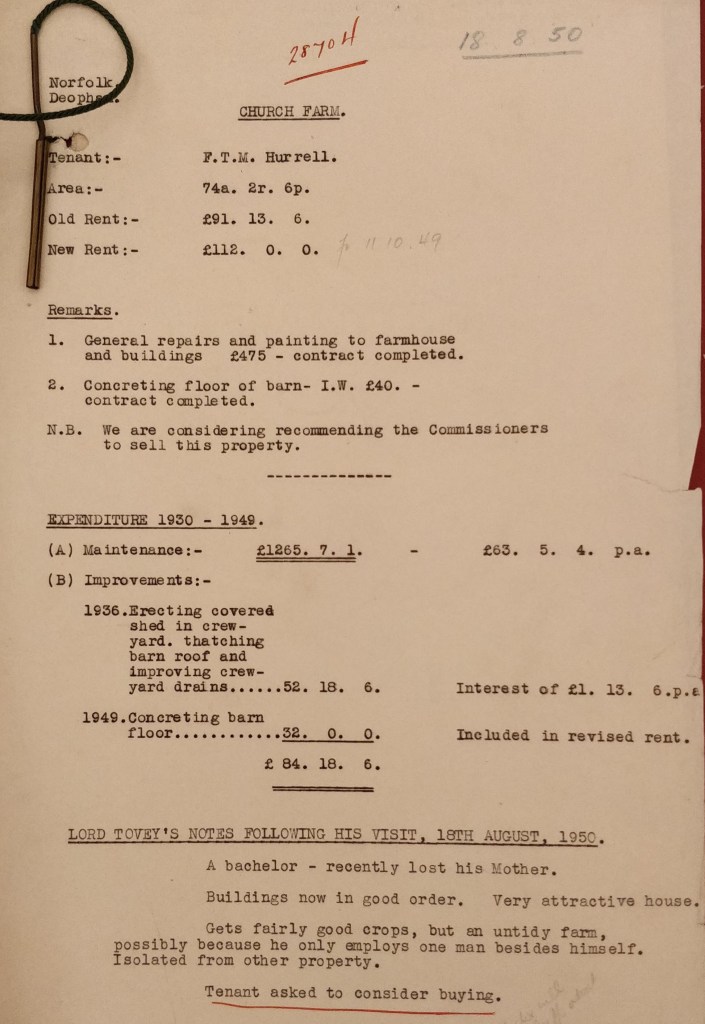 2870H
18 8 50
Norfolk.
CHURCH FARM.
Tenant:- F.T.M. Hurrell.
Area:- 74a. 2r. 6p.
Old Rent:- £91. 13. 6.
New Rent:- £112. 0. 0. 11 10.49
Remarks.
1. General repairs and painting to farmhouse
and buildings £475 - contract completed.
2. Concreting floor of barn- I.W. £40. -
contract completed.
N.B. We are considering recommending the Commissioners
to sell this property.
--------------
EXPENDITURE 1930 - 1949.
(A) Maintenance:- £1265. 7. 1. - £63. 5. 4. p.a.
(B) Improvements:-
1936.Erecting covered
shed in crew-
yard. thatching
barn roof and
improving crew-
yard drains......52. 18. 6. Interest of £1. 13. 6.p.a
1949.Concreting barn
floor............32. 0. 0. Included in revised rent.
£ 84. 18. 6.
LORD TOVEY'S NOTES FOLLOWING HIS VISIT, 18TH AUGUST, 1950.
A bachelor - recently lost his Mother.
Buildings now in good order. Very attractive house.
Gets fairly good crops, but an untidy farm,
possibly because he only employs one man besides himself.
Isolated from other property.
Tenant asked to consider buying.